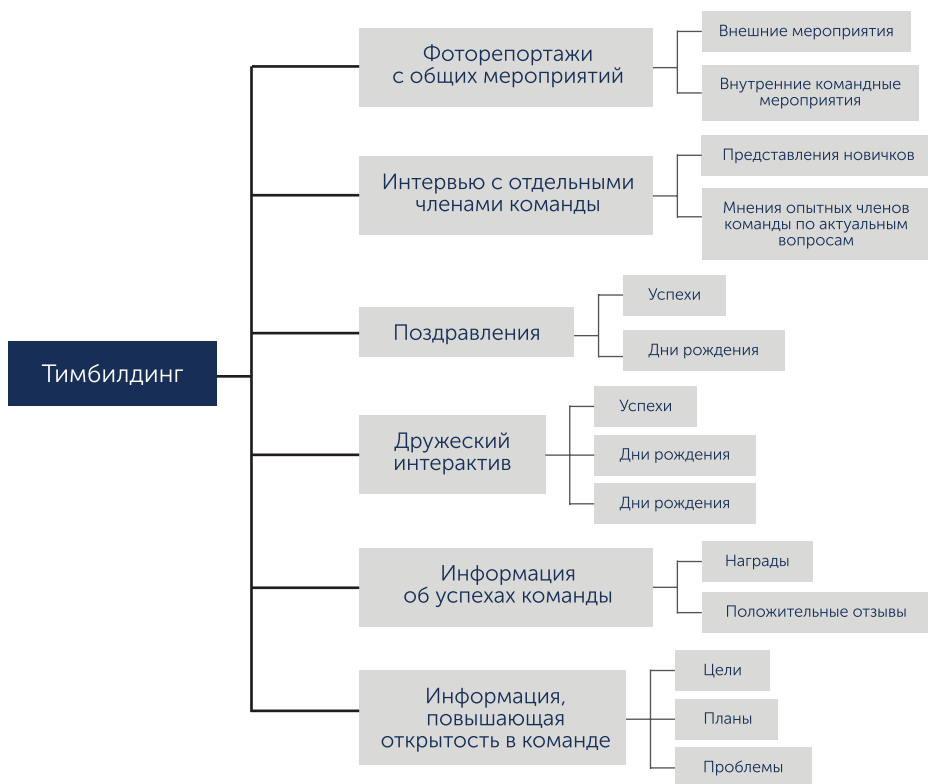 Тимбилдинг
Фоторепортажи
с общих мероприятий
Внешние мероприятия
Внутренние командные
мероприятия
Интервью с отдельными
членами команды
Представления новичков
Мнения опытных членов
команды по актуальным
вопросам
Поздравления
Успехи
Дни рождения
Дружеский
интерактив
Успехи
Дни рождения
Дни рождения
Информация
об успехах команды
Награды
Положительные отзывы
Информация,
повышающая
открытость в команде
Цели
Планы
Проблемы